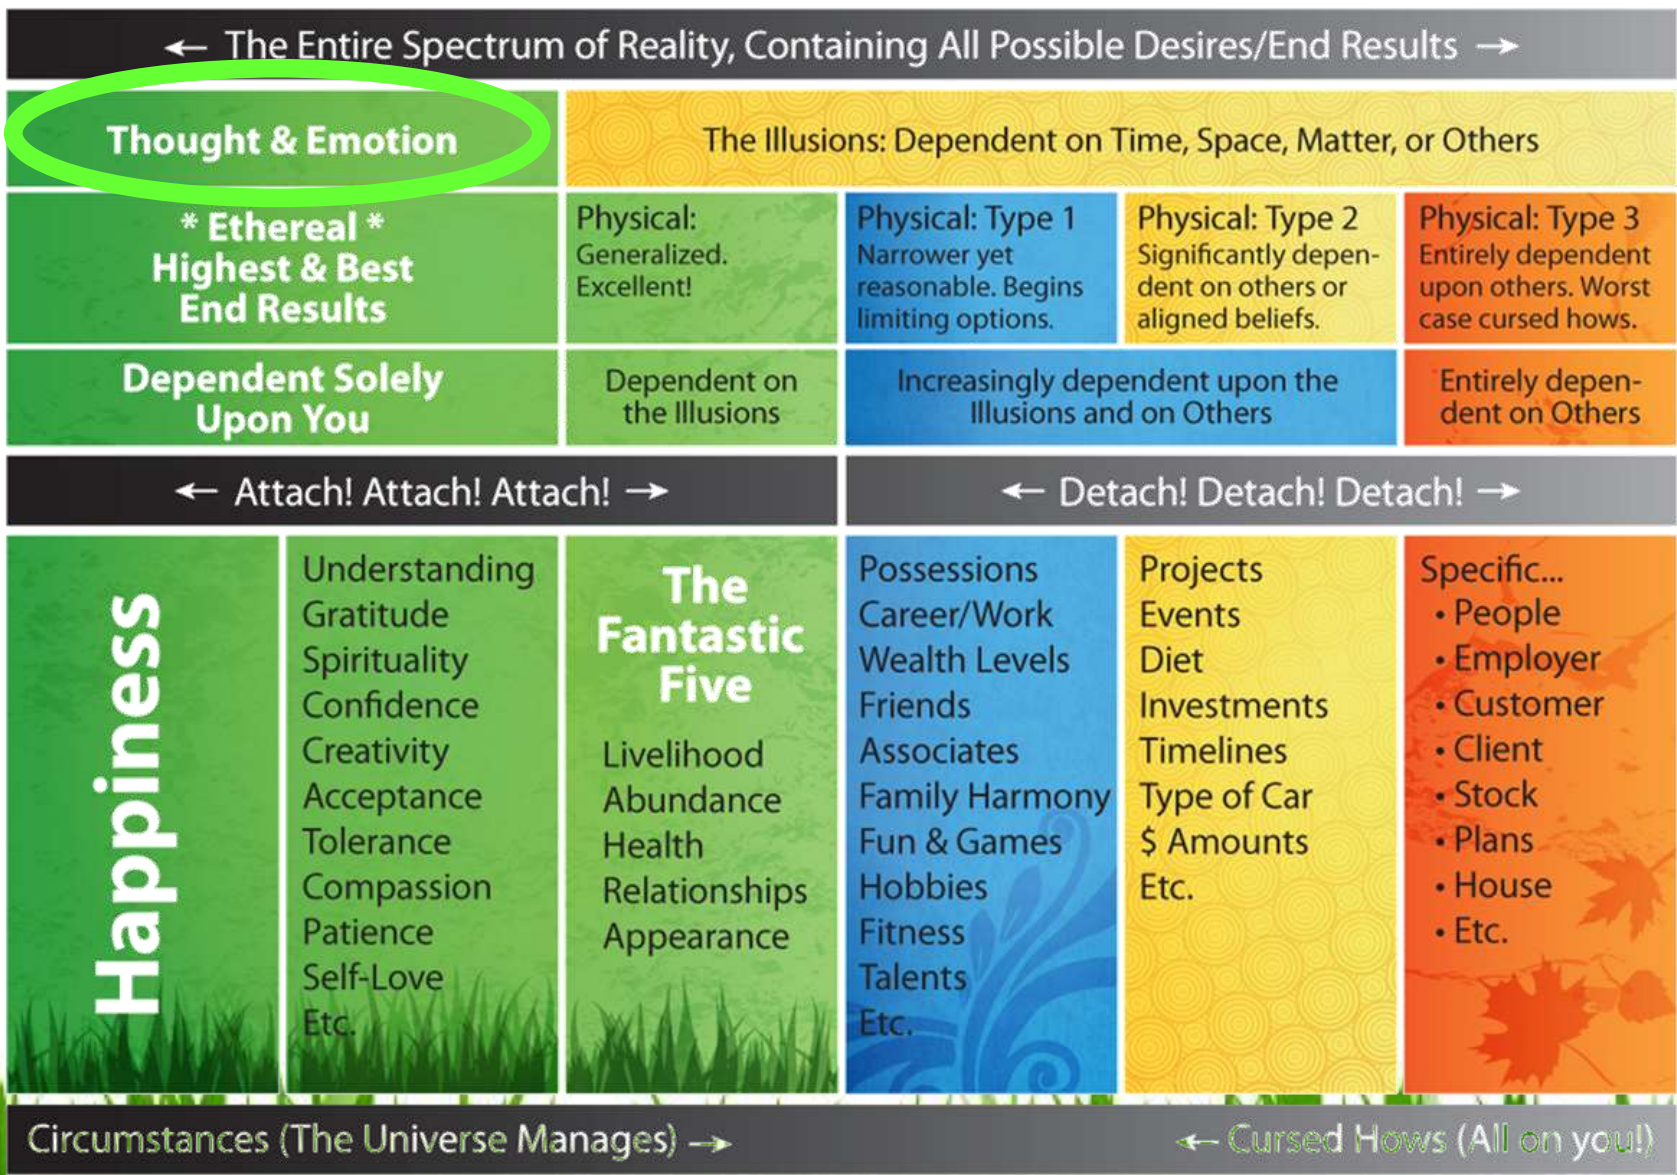 ← The Entire Spectrum of Reality, Containing All Possible Desires/End Results →
Thought & Emotion
The Illusions: Dependent on Time, Space, Matter, or Others
* Ethereal *
Highest & Best
End Results
Physical:
Generalized.
Excellent!
Physical: Type 1
Narrower yet
reasonable. Begins
limiting options.
Physical: Type 2
Significantly depen-
dent on others or
aligned beliefs.
Physical: Type 3
Entirely dependent
upon others. Worst
case cursed hows.
Dependent Solely
Upon You
Dependent on
the Illusions
Increasingly dependent upon the
Illusions and on Others
Entirely depen-
dent on Others
← Attach! Attach! Attach! →
← Detach! Detach! Detach! →
Happiness
Understanding
Gratitude
Spirituality
Confidence
Creativity
Acceptance
Tolerance
Compassion
Patience
Self-Love
Etc.
The
Fantastic
Five
Livelihood
Abundance
Health
Relationships
Appearance
Possessions
Career/Work
Wealth Levels
Friends
Associates
Family Harmony
Fun & Games
Hobbies
Fitness
Talents
Etc.
Projects
Events
Diet
Investments
Timelines
Type of Car
$ Amounts
Etc.
Specific...
• People
• Employer
• Customer
• Client
• Stock
• Plans
• House
• Etc.
Circumstances (The Universe Manages) →
← Cursed Hows (All on you!)